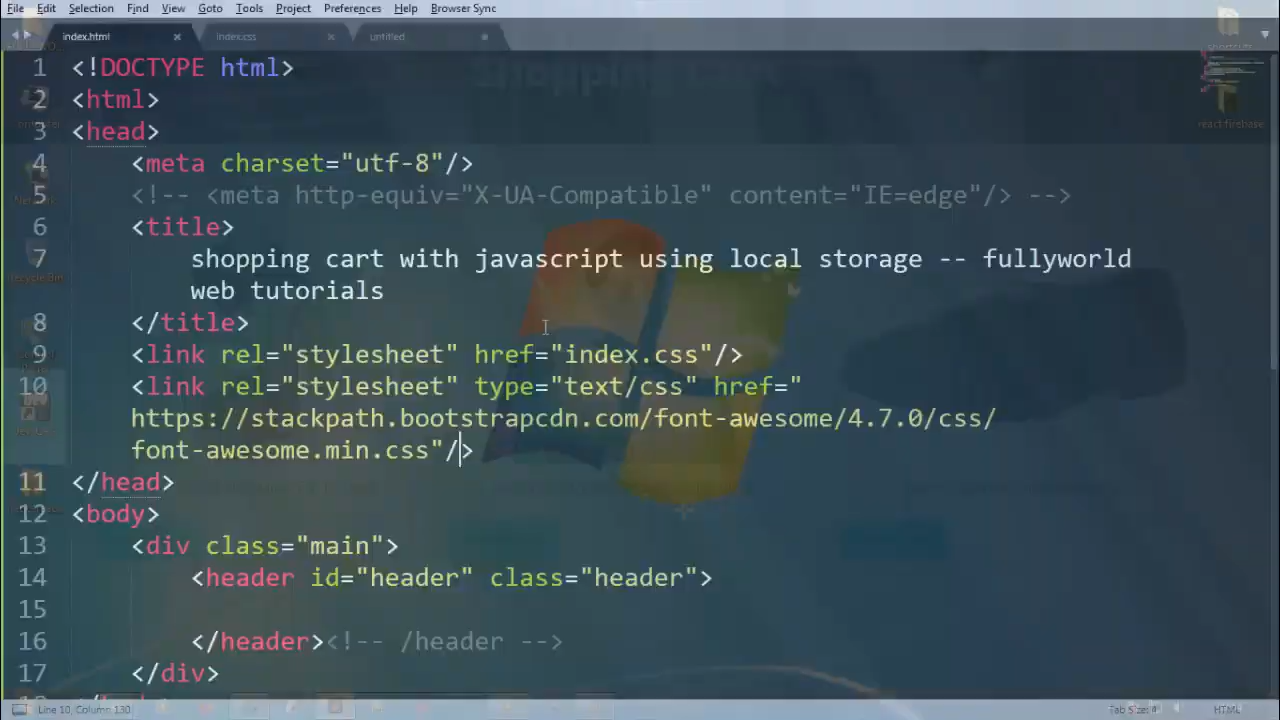 File Edit Selection Find View Goto Tools Project Preferences Help Browser Sync
index.html index.css untitled
1 <!DOCTYPE html>
2 <html>
3 <head>
4 <meta charset="utf-8"/>
5 <!-- <meta http-equiv="X-UA-Compatible" content="IE=edge"/> -->
6 <title>
7 shopping cart with javascript using local storage -- fullyworld
web tutorials
8 </title>
9 <link rel="stylesheet" href="index.css"/>
10 <link rel="stylesheet" type="text/css" href="
https://stackpath.bootstrapcdn.com/font-awesome/4.7.0/css/
font-awesome.min.css"/>
11 </head>
12 <body>
13 <div class="main">
14 <header id="header" class="header">
15
16 </header><!-- /header -->
17 </div>
Line 10, Column 130 Tab Size: 4 HTML
react-firebase